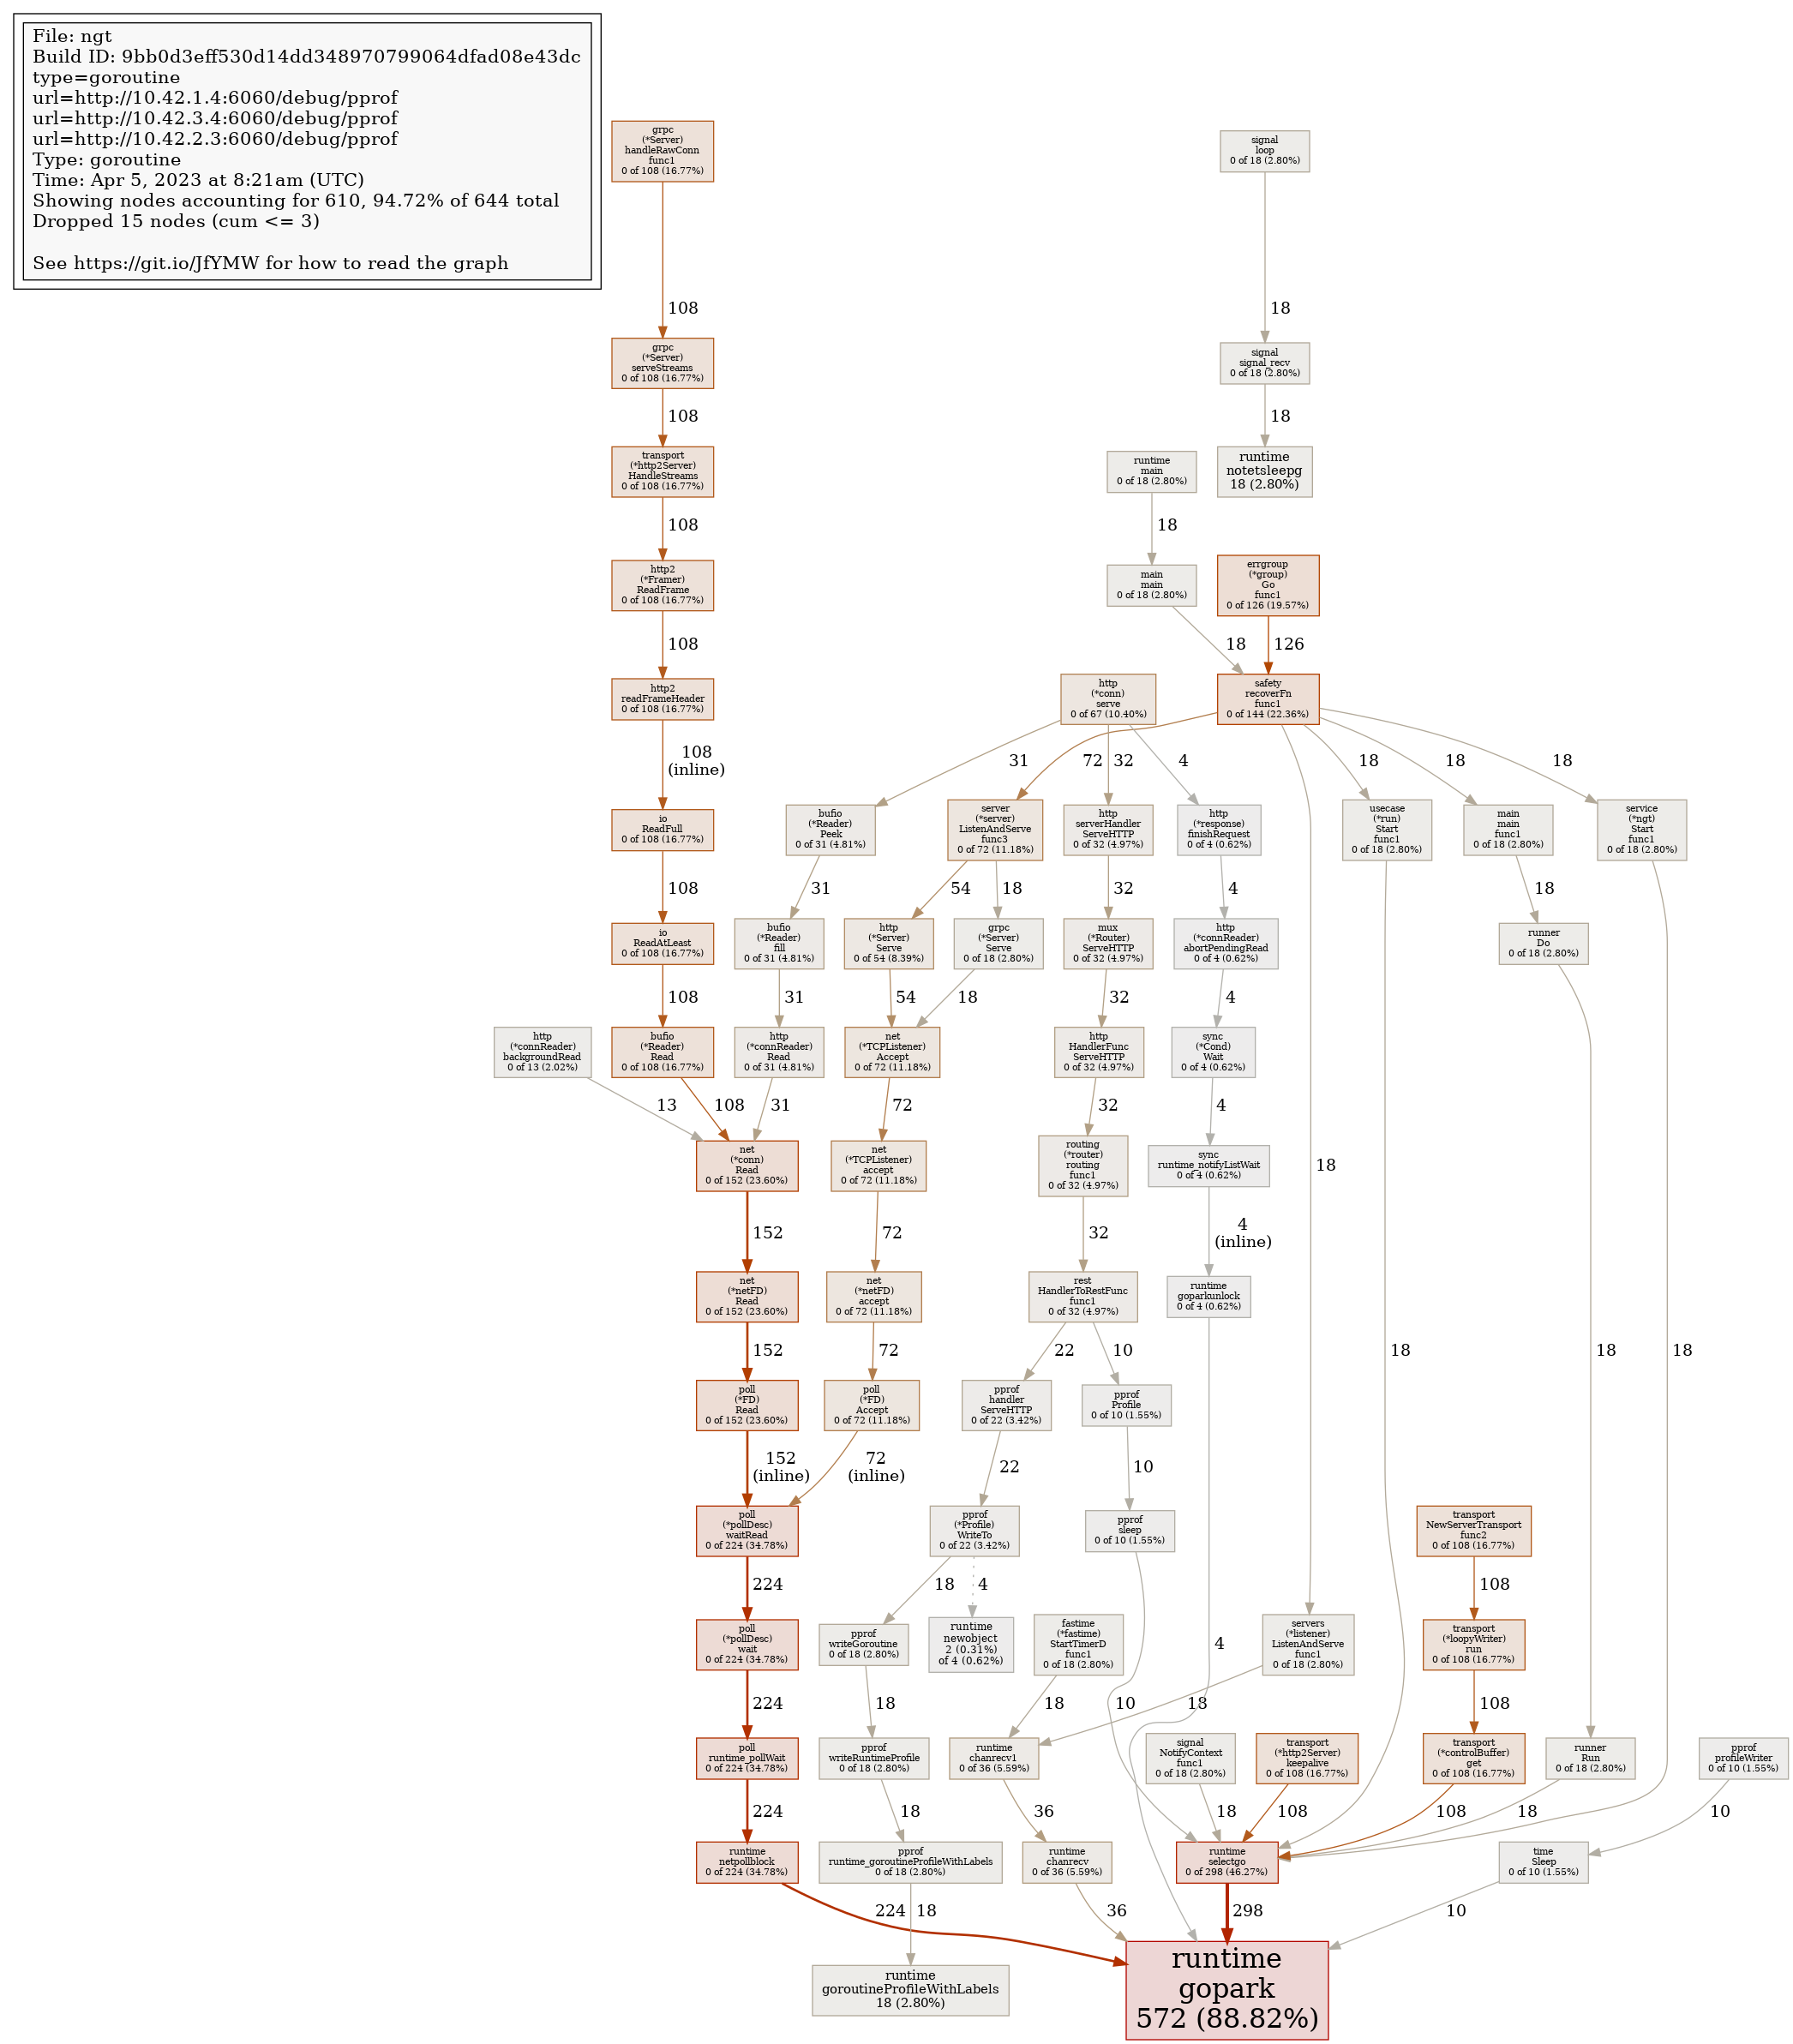 File: ngt
Build ID: 9bb0d3eff530d14dd348970799064dfad08e43dc
type=goroutine
url=http://10.42.1.4:6060/debug/pprof
url=http://10.42.3.4:6060/debug/pprof
url=http://10.42.2.3:6060/debug/pprof
Type: goroutine
Time: Apr 5, 2023 at 8:21am (UTC)
Showing nodes accounting for 610, 94.72% of 644 total
Dropped 15 nodes (cum <= 3)
See https://git.io/JfYMW for how to read the graph
grpc
(*Server)
handleRawConn
func1
0 of 108 (16.77%)
signal
loop
0 of 18 (2.80%)
108
18
grpc
(*Server)
serveStreams
0 of 108 (16.77%)
signal
signal_recv
0 of 18 (2.80%)
108
18
transport
(*http2Server)
HandleStreams
0 of 108 (16.77%)
runtime
main
0 of 18 (2.80%)
runtime
notetsleepg
18 (2.80%)
108
18
http2
(*Framer)
ReadFrame
0 of 108 (16.77%)
main
main
0 of 18 (2.80%)
errgroup
(*group)
Go
func1
0 of 126 (19.57%)
108
18
126
http2
readFrameHeader
0 of 108 (16.77%)
http
(*conn)
serve
0 of 67 (10.40%)
safety
recoverFn
func1
0 of 144 (22.36%)
108
(inline)
31
72
32
4
18
18
18
io
ReadFull
0 of 108 (16.77%)
bufio
(*Reader)
Peek
0 of 31 (4.81%)
server
(*server)
ListenAndServe
func3
0 of 72 (11.18%)
http
serverHandler
ServeHTTP
0 of 32 (4.97%)
http
(*response)
finishRequest
0 of 4 (0.62%)
usecase
(*run)
Start
func1
0 of 18 (2.80%)
main
main
func1
0 of 18 (2.80%)
service
(*ngt)
Start
func1
0 of 18 (2.80%)
108
31
54
18
32
4
18
io
ReadAtLeast
0 of 108 (16.77%)
bufio
(*Reader)
fill
0 of 31 (4.81%)
http
(*Server)
Serve
0 of 54 (8.39%)
grpc
(*Server)
Serve
0 of 18 (2.80%)
mux
(*Router)
ServeHTTP
0 of 32 (4.97%)
http
(*connReader)
abortPendingRead
0 of 4 (0.62%)
runner
Do
0 of 18 (2.80%)
108
31
54
18
32
4
http
(*connReader)
backgroundRead
0 of 13 (2.02%)
bufio
(*Reader)
Read
0 of 108 (16.77%)
http
(*connReader)
Read
0 of 31 (4.81%)
net
(*TCPListener)
Accept
0 of 72 (11.18%)
http
HandlerFunc
ServeHTTP
0 of 32 (4.97%)
sync
(*Cond)
Wait
0 of 4 (0.62%)
13
108
31
72
32
4
net
(*conn)
Read
0 of 152 (23.60%)
net
(*TCPListener)
accept
0 of 72 (11.18%)
routing
(*router)
routing
func1
0 of 32 (4.97%)
sync
runtime_notifyListWait
0 of 4 (0.62%)
18
152
72
32
4
(inline)
net
(*netFD)
Read
0 of 152 (23.60%)
net
(*netFD)
accept
0 of 72 (11.18%)
rest
HandlerToRestFunc
func1
0 of 32 (4.97%)
runtime
goparkunlock
0 of 4 (0.62%)
152
72
22
10
18
18
18
poll
(*FD)
Read
0 of 152 (23.60%)
poll
(*FD)
Accept
0 of 72 (11.18%)
pprof
handler
ServeHTTP
0 of 22 (3.42%)
pprof
Profile
0 of 10 (1.55%)
152
(inline)
72
(inline)
22
10
poll
(*pollDesc)
waitRead
0 of 224 (34.78%)
pprof
(*Profile)
WriteTo
0 of 22 (3.42%)
pprof
sleep
0 of 10 (1.55%)
transport
NewServerTransport
func2
0 of 108 (16.77%)
224
18
4
108
poll
(*pollDesc)
wait
0 of 224 (34.78%)
pprof
writeGoroutine
0 of 18 (2.80%)
runtime
newobject
2 (0.31%)
of 4 (0.62%)
fastime
(*fastime)
StartTimerD
func1
0 of 18 (2.80%)
servers
(*listener)
ListenAndServe
func1
0 of 18 (2.80%)
transport
(*loopyWriter)
run
0 of 108 (16.77%)
4
224
18
18
10
18
108
poll
runtime_pollWait
0 of 224 (34.78%)
pprof
writeRuntimeProfile
0 of 18 (2.80%)
runtime
chanrecv1
0 of 36 (5.59%)
signal
NotifyContext
func1
0 of 18 (2.80%)
transport
(*http2Server)
keepalive
0 of 108 (16.77%)
transport
(*controlBuffer)
get
0 of 108 (16.77%)
runner
Run
0 of 18 (2.80%)
pprof
profileWriter
0 of 10 (1.55%)
224
18
36
18
108
108
18
10
runtime
netpollblock
0 of 224 (34.78%)
pprof
runtime_goroutineProfileWithLabels
0 of 18 (2.80%)
runtime
chanrecv
0 of 36 (5.59%)
runtime
selectgo
0 of 298 (46.27%)
time
Sleep
0 of 10 (1.55%)
224
18
36
298
10
runtime
goroutineProfileWithLabels
18 (2.80%)
runtime
gopark
572 (88.82%)